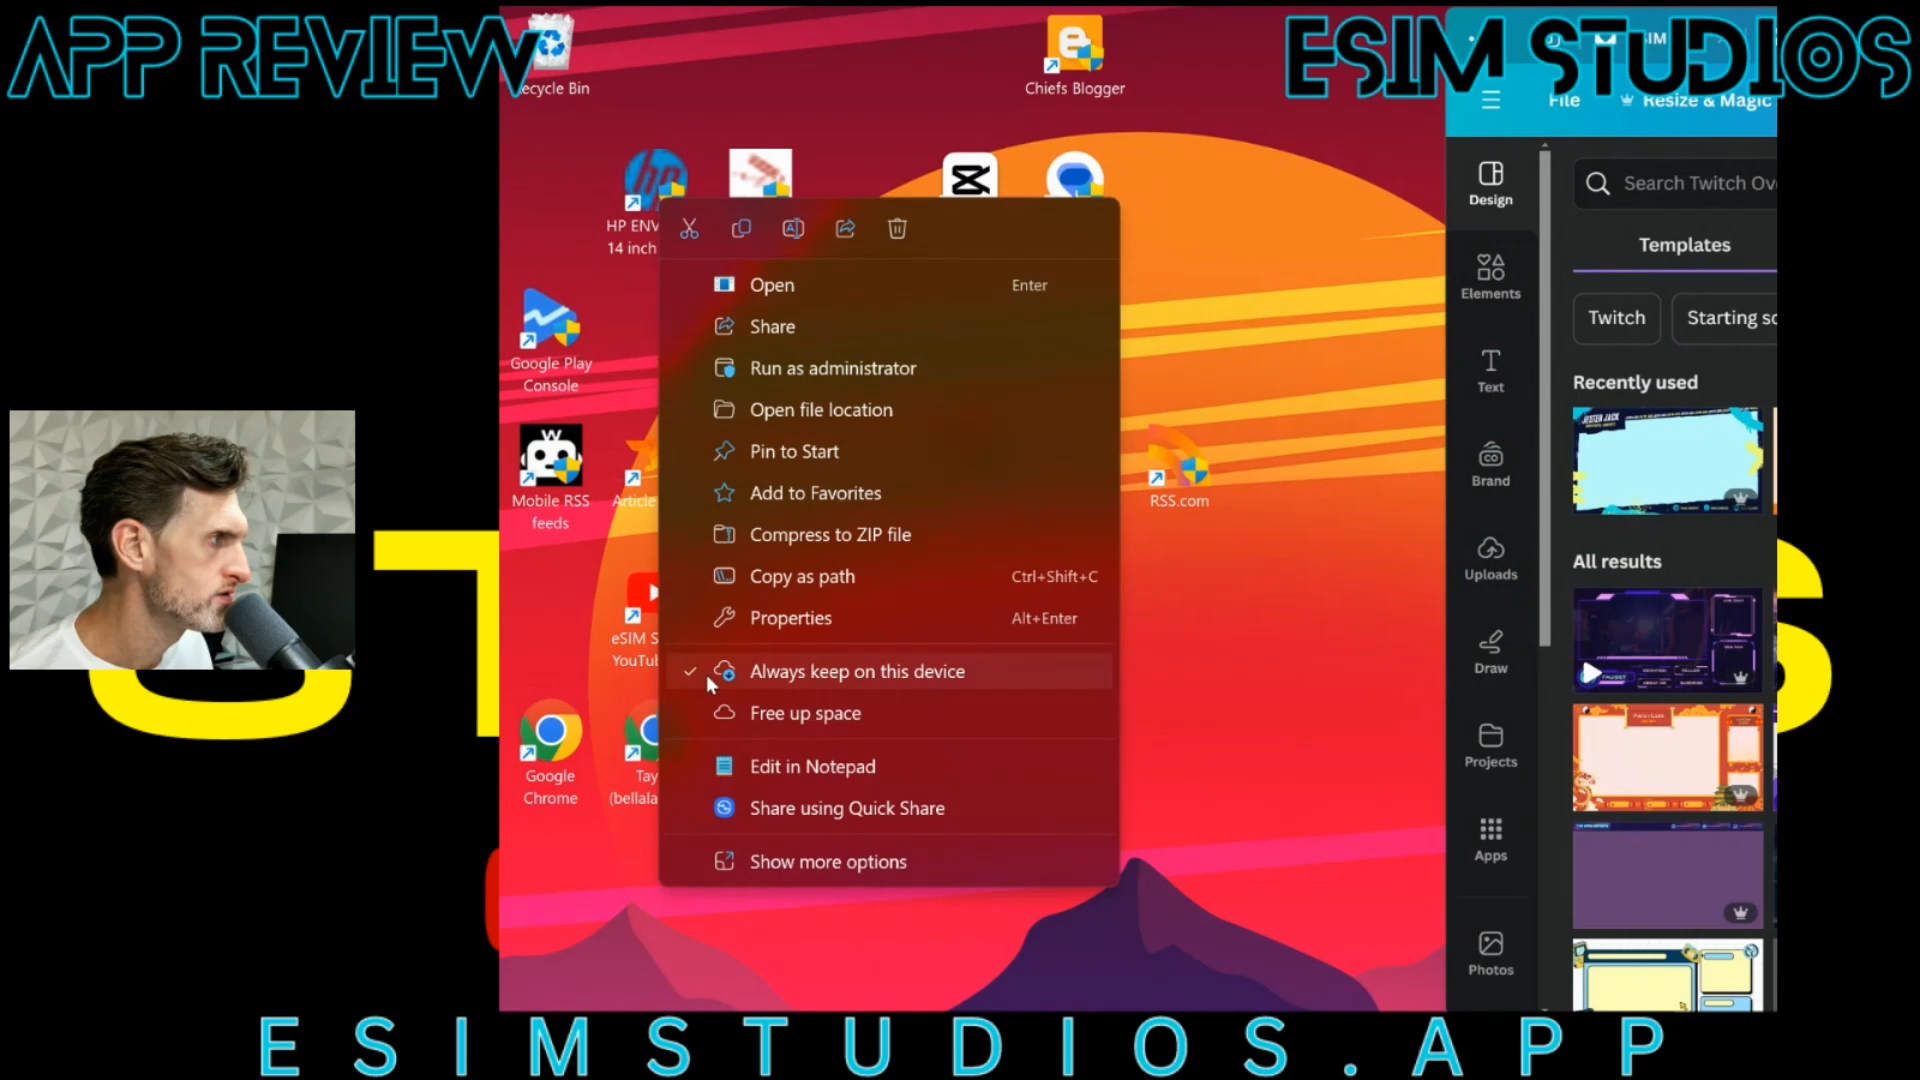 APP REVIEW
ESIM STUDIOS
ecycle Bin
Chiefs Blogger
File
Resize & Magic
HP ENV
14 inch
Google Play
Console
Mobile RSS
feeds
Article
eSIM S
YouTub
Google
Chrome
Tay
(bellala
RSS.com
Open Enter
Share
Run as administrator
Open file location
Pin to Start
Add to Favorites
Compress to ZIP file
Copy as path Ctrl+Shift+C
Properties Alt+Enter
Always keep on this device
Free up space
Edit in Notepad
Share using Quick Share
Show more options
Design
Elements
Text
Brand
Uploads
Draw
Projects
Apps
Photos
Search Twitch Ov
Templates
Twitch
Starting sc
Recently used
All results
ESIMSTUDIOS.APP